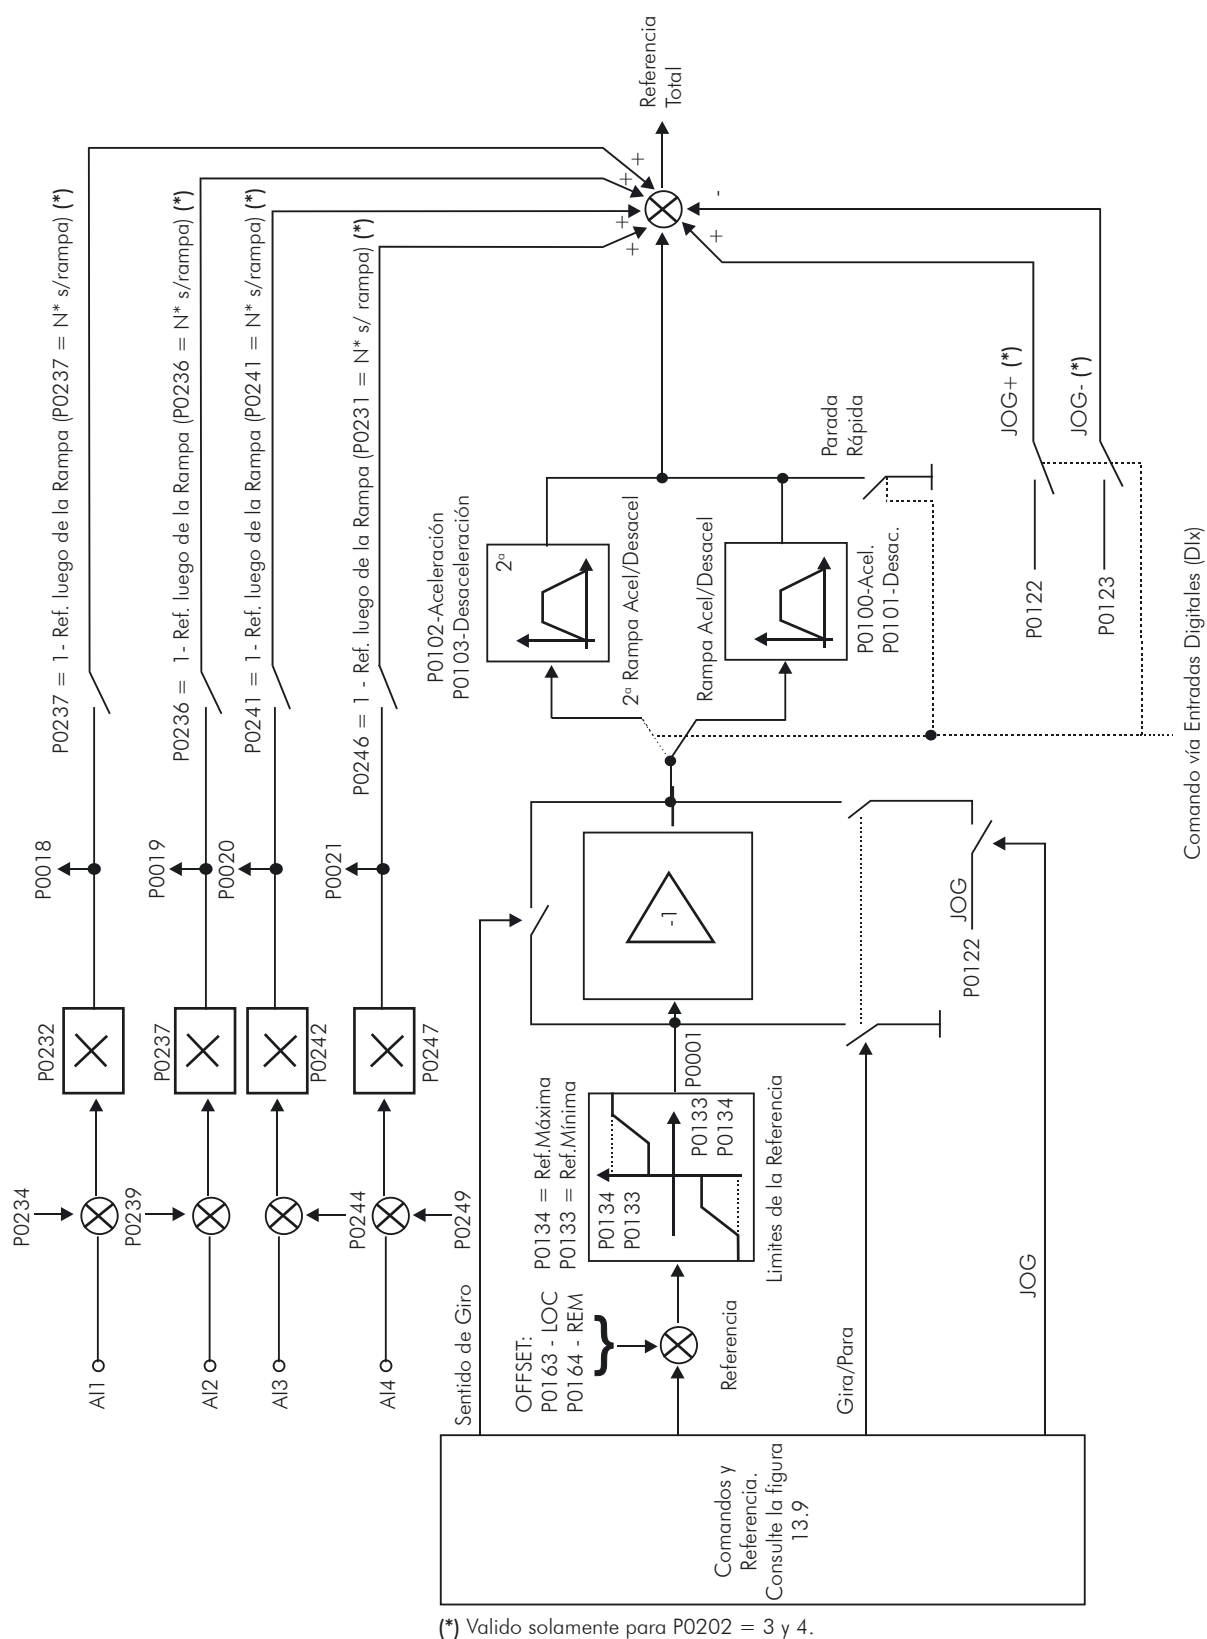 Referencia
Total
P0237 = 1- Ref. luego de la Rampa (P0237 = N* s/rampa) (*)
P0236 = 1- Ref. luego de la Rampa (P0236 = N* s/rampa) (*)
P0241 = 1- Ref. luego de la Rampa (P0241 = N* s/rampa) (*)
P0246 = 1 - Ref. luego de la Rampa (P0231 = N* s/ rampa) (*)
+
+
+
+
+
-
JOG+ (*)
JOG- (*)
P0122
P0123
Parada
Rápida
P0102-Aceleración
P0103-Desaceleración
2ª
2ª Rampa Acel/Desacel
Rampa Acel/Desacel
P0100-Acel.
P0101-Desac.
Comando vía Entradas Digitales (DIx)
P0018
P0019
P0020
P0021
-1
JOG
P0122
P0232
P0237
P0242
P0247
P0001
P0134 = Ref.Máxima
P0133 = Ref.Mínima
P0134
P0133
P0133
P0134
Limites de la Referencia
P0234
P0239
P0244
P0249
AI1
AI2
AI3
AI4
Sentido de Giro
OFFSET:
P0163 - LOC
P0164 - REM
}
Referencia
Gira/Para
JOG
Comandos y
Referencia.
Consulte la figura
13.9
(*) Valido solamente para P0202 = 3 y 4.